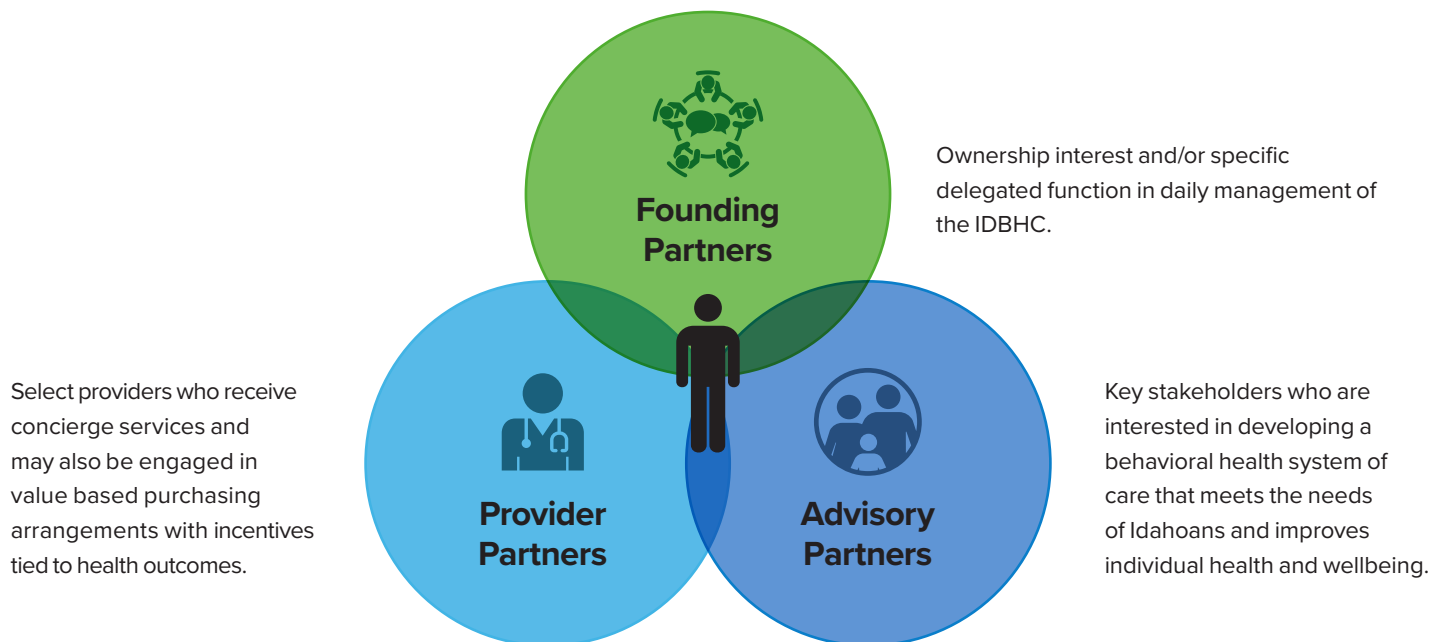 Founding
Partners
Ownership interest and/or specific
delegated function in daily management of
the IDBHC.
Select providers who receive
concierge services and
may also be engaged in
value based purchasing
arrangements with incentives
tied to health outcomes.
Provider
Partners
Advisory
Partners
Key stakeholders who are
interested in developing a
behavioral health system of
care that meets the needs
of Idahoans and improves
individual health and wellbeing.